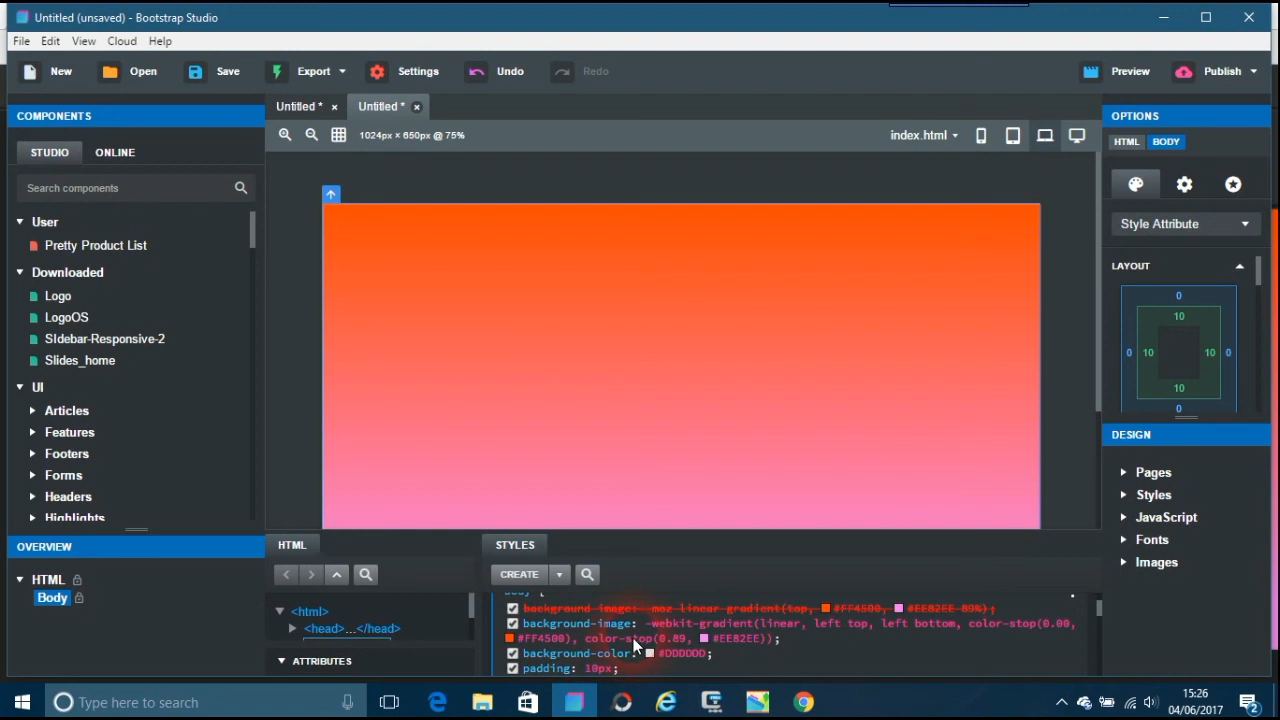 Untitled (unsaved) - Bootstrap Studio
File Edit View Cloud Help
New Open Save Export Settings Undo Redo Preview Publish
COMPONENTS
STUDIO ONLINE
Search components
User
Pretty Product List
Downloaded
Logo
LogoOS
SIdebar-Responsive-2
Slides_home
UI
Articles
Features
Footers
Forms
Headers
Highlights
OVERVIEW
HTML
Body
Untitled * × Untitled * ×
1024px × 650px @ 75% index.html
HTML
<html>
<head>...</head>
ATTRIBUTES
STYLES
CREATE
body {
background-image: -moz-linear-gradient(top, #FF4500, #EE82EE 89%);
background-image: -webkit-gradient(linear, left top, left bottom, color-stop(0.00,
#FF4500), color-stop(0.89, #EE82EE));
background-color: #DDDDDD;
padding: 10px;
OPTIONS
HTML BODY
Style Attribute
LAYOUT
0
10
0 10 10 0
10
0
DESIGN
Pages
Styles
JavaScript
Fonts
Images
Type here to search
15:26
04/06/2017
2